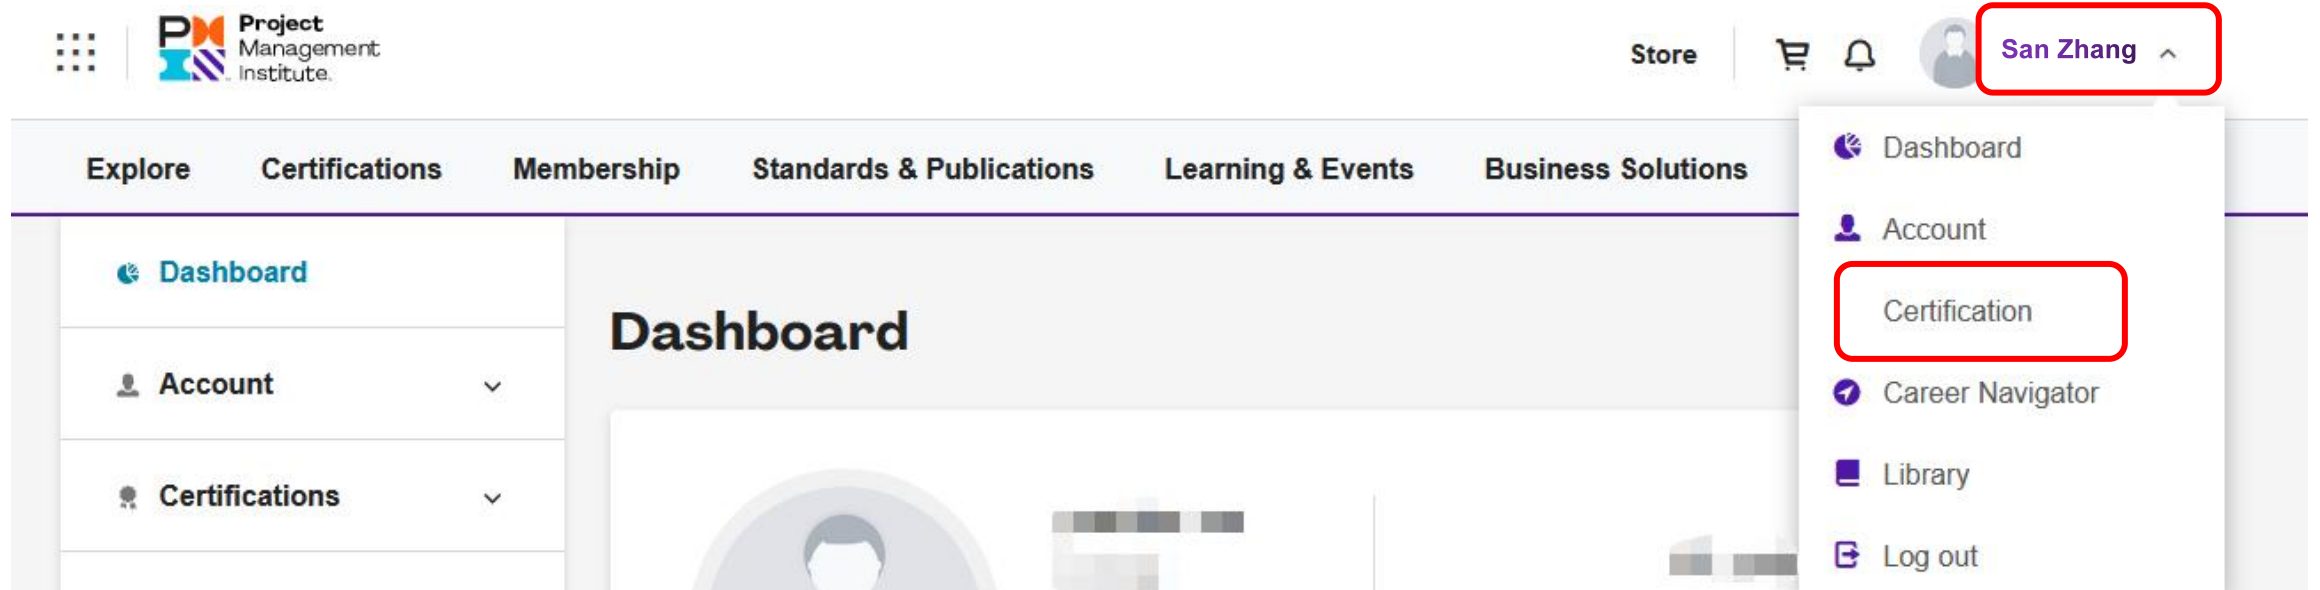 Project
Management
Institute.
Store
San Zhang
Explore Certifications Membership Standards & Publications Learning & Events Business Solutions
Dashboard
Account
Certification
Career Navigator
Library
Log out
Dashboard
Account
Certifications
Dashboard